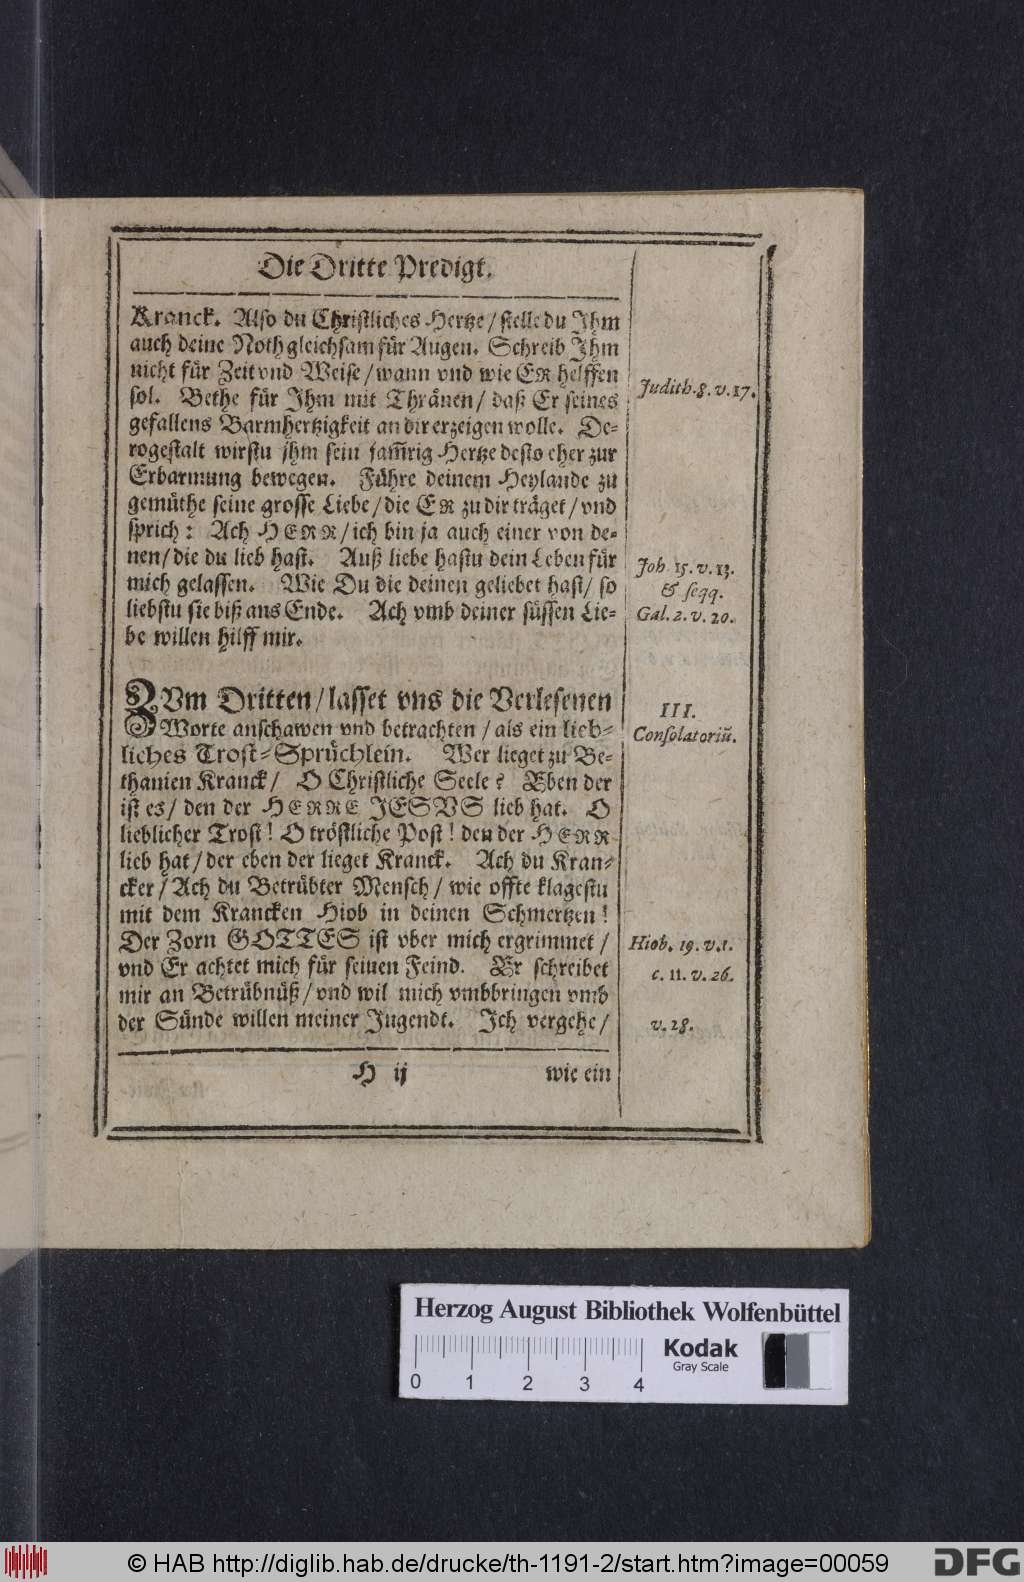 Die Dritte Predigt.
Kranck. Also du Christliches Hertze / stelle du Jhm
auch deine Noth gleichsam für Augen. Schreib Jhm
nicht für Zeit vnd Weise / wann vnd wie ER helffen
sol. Bethe für Jhm mit Thränen / daß Er seines
gefallens Barmhertzigkeit an dir erzeigen wolle. De-
rogestalt wirstu jhm sein jam̃rig Hertze desto eher zur
Erbarmung bewegen. Führe deinem Heylande zu
gemüthe seine grosse Liebe / die ER zu dir träget / vnd
sprich: Ach HERR / ich bin ja auch einer von de-
nen / die du lieb hast. Auß liebe hastu dein Leben für
mich gelassen. Wie Du die deinen geliebet hast / so
liebstu sie biß ans Ende. Ach vmb deiner süssen Lie-
be willen hilff mir.
ZVm Dritten / lasset vns die Verlesenen
Worte anschawen vnd betrachten / als ein lieb-
liches Trost-Sprüchlein. Wer lieget zu Be-
thanien Kranck / O Christliche Seele? Eben der
ist es / den der HERRE JESVS lieb hat. O
lieblicher Trost! O tröstliche Post! den der HERR
lieb hat / der eben der lieget Kranck. Ach du Kran-
cker / Ach du Betrübter Mensch / wie offte klagestu
mit dem Krancken Hiob in deinen Schmertzen!
Der Zorn GOTTES ist vber mich ergrimmet /
vnd Er achtet mich für seinen Feind. Er schreibet
mir an Betrübnüß / vnd wil mich vmbbringen vmb
der Sünde willen meiner Jugendt. Jch vergehe /
H ij
wie ein
Judith. 8. v. 17.
Joh. 15. v. 13.
& seqq.
Gal. 2. v. 20.
III.
Consolatoriũ.
Hiob. 19. v. 1.
c. 11. v. 26.
v. 28.
Herzog August Bibliothek Wolfenbüttel
0 1 2 3 4
Kodak
Gray Scale
© HAB http://diglib.hab.de/drucke/th-1191-2/start.htm?image=00059
DFG